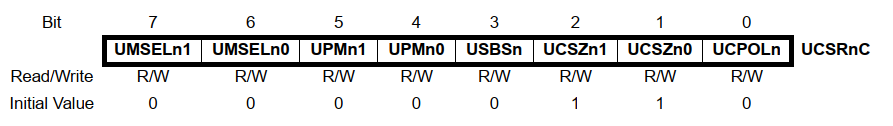 Bit 7 6 5 4 3 2 1 0
UMSELn1 UMSELn0 UPMn1 UPMn0 USBSn UCSZn1 UCSZn0 UCPOLn UCSRnC
Read/Write R/W R/W R/W R/W R/W R/W R/W R/W
Initial Value 0 0 0 0 0 1 1 0